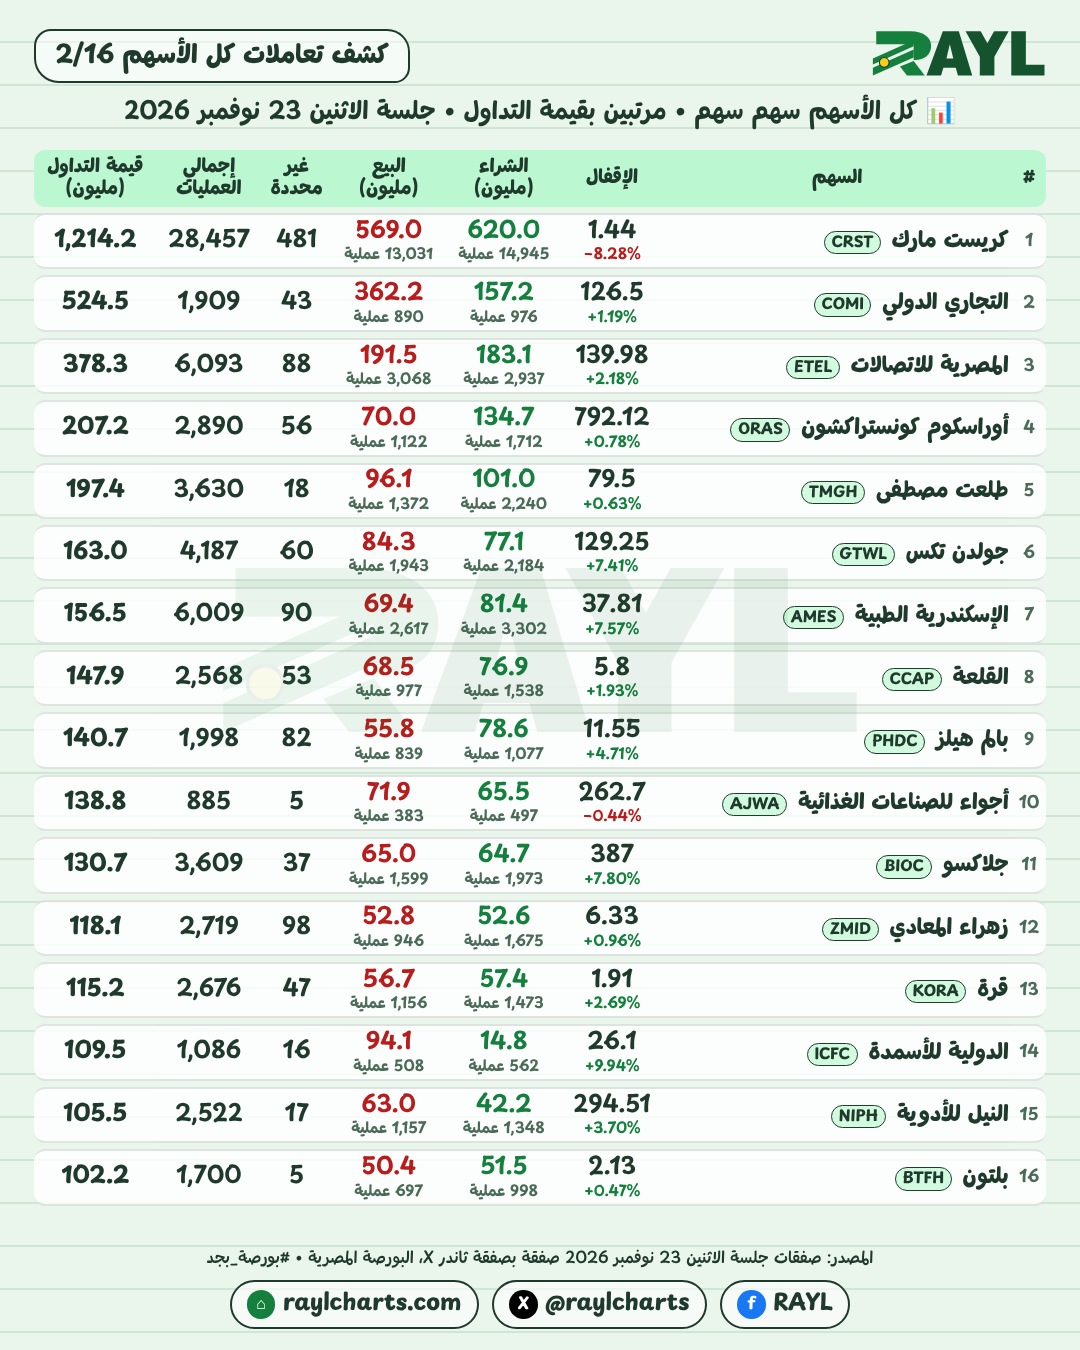 RAYL
كشف تعاملات كل الأسهم 2/16
📊 كل الأسهم سهم سهم • مرتبين بقيمة التداول • جلسة الاثنين 23 نوفمبر 2026
# السهم الإقفال الشراء (مليون) البيع (مليون) غير محددة إجمالي العمليات قيمة التداول (مليون)
1 كريست مارك CRST 1.44 620.0 569.0 481 28,457 1,214.2
−8.28% 14,945 عملية 13,031 عملية
2 التجاري الدولي COMI 126.5 157.2 362.2 43 1,909 524.5
+1.19% 976 عملية 890 عملية
3 المصرية للاتصالات ETEL 139.98 183.1 191.5 88 6,093 378.3
+2.18% 2,937 عملية 3,068 عملية
4 أوراسكوم كونستراكشون ORAS 792.12 134.7 70.0 56 2,890 207.2
+0.78% 1,712 عملية 1,122 عملية
5 طلعت مصطفى TMGH 79.5 101.0 96.1 18 3,630 197.4
+0.63% 2,240 عملية 1,372 عملية
6 جولدن تكس GTWL 129.25 77.1 84.3 60 4,187 163.0
+7.41% 2,184 عملية 1,943 عملية
7 الإسكندرية الطبية AMES 37.81 81.4 69.4 90 6,009 156.5
+7.57% 3,302 عملية 2,617 عملية
8 القلعة CCAP 5.8 76.9 68.5 53 2,568 147.9
+1.93% 1,538 عملية 977 عملية
9 بالم هيلز PHDC 11.55 78.6 55.8 82 1,998 140.7
+4.71% 1,077 عملية 839 عملية
10 أجواء للصناعات الغذائية AJWA 262.7 65.5 71.9 5 885 138.8
−0.44% 497 عملية 383 عملية
11 جلاكسو BIOC 387 64.7 65.0 37 3,609 130.7
+7.80% 1,973 عملية 1,599 عملية
12 زهراء المعادي ZMID 6.33 52.6 52.8 98 2,719 118.1
+0.96% 1,675 عملية 946 عملية
13 قرة KORA 1.91 57.4 56.7 47 2,676 115.2
+2.69% 1,473 عملية 1,156 عملية
14 الدولية للأسمدة ICFC 26.1 14.8 94.1 16 1,086 109.5
+9.94% 562 عملية 508 عملية
15 النيل للأدوية NIPH 294.51 42.2 63.0 17 2,522 105.5
+3.70% 1,348 عملية 1,157 عملية
16 بلتون BTFH 2.13 51.5 50.4 5 1,700 102.2
+0.47% 998 عملية 697 عملية
المصدر: صفقات جلسة الاثنين 23 نوفمبر 2026 صفقة بصفقة ثاندر X، البورصة المصرية • #بورصة_بجد
RAYL @raylcharts raylcharts.com